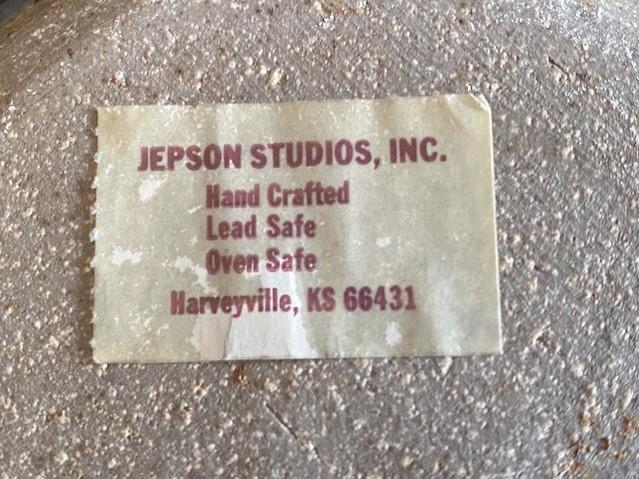 JEPSON STUDIOS, INC.
Hand Crafted
Lead Safe
Oven Safe
Harveyville, KS 66431